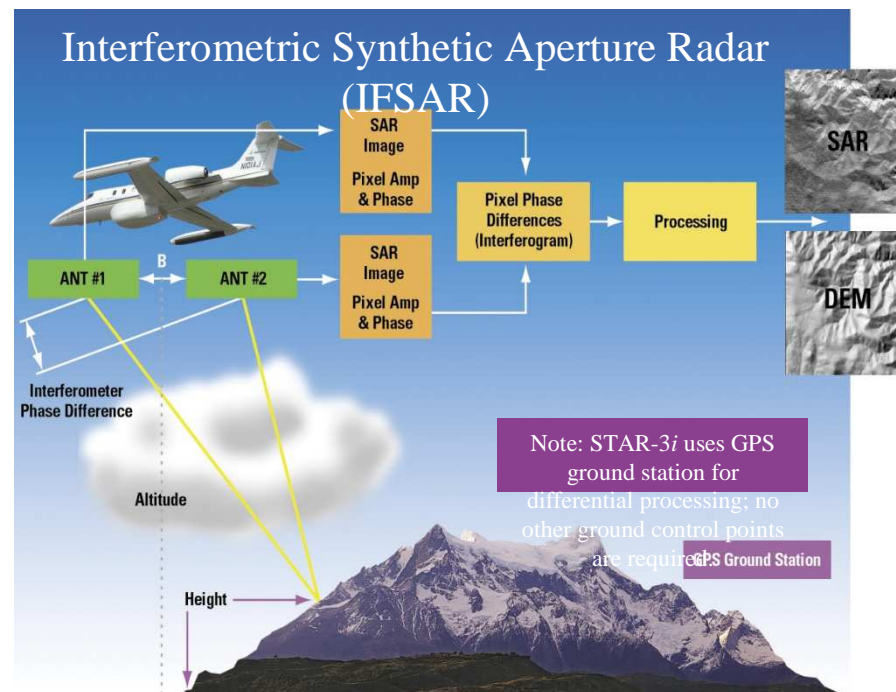 Interferometric Synthetic Aperture Radar
(IFSAR)
N101AJ
SAR
Image
Pixel Amp
& Phase
SAR
Pixel Phase
Differences
(Interferogram)
Processing
ANT #1
B
ANT #2
SAR
Image
Pixel Amp
& Phase
DEM
Interferometer
Phase Difference
Altitude
Note: STAR-3i uses GPS
ground station for
differential processing; no
other ground control points
are required.
GPS Ground Station
Height